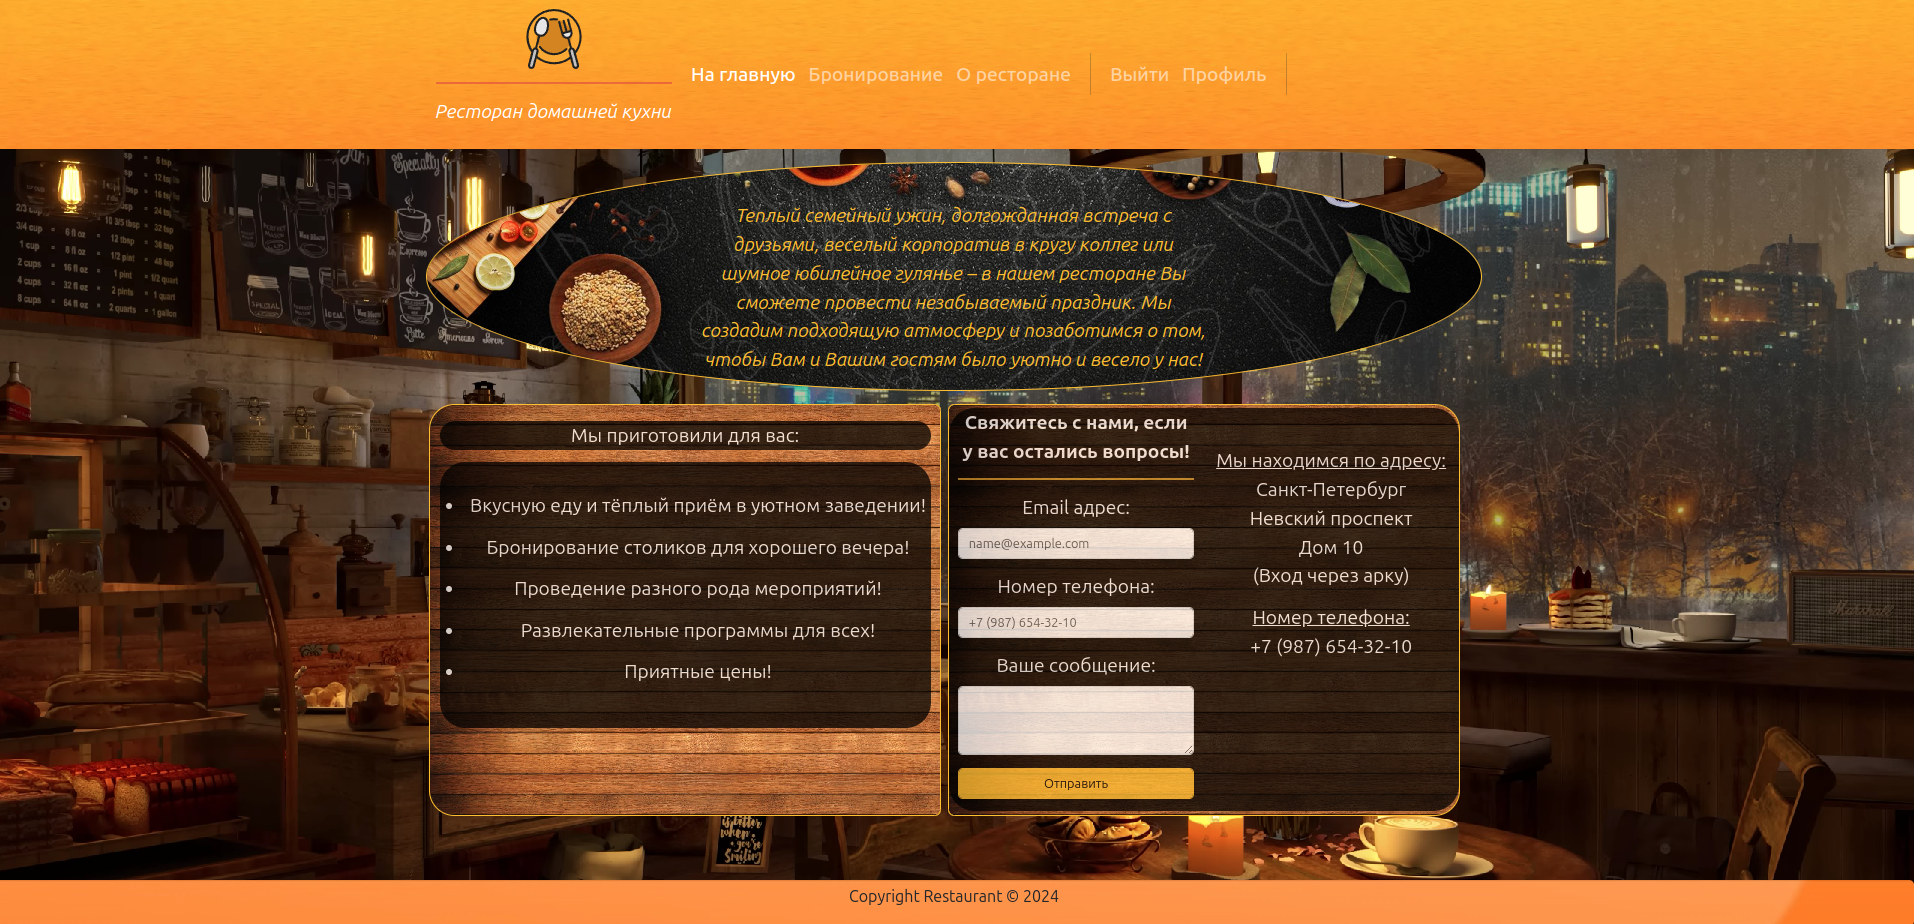 Ресторан домашней кухни
На главную Бронирование О ресторане Выйти Профиль
Теплый семейный ужин, долгожданная встреча с
друзьями, веселый корпоратив в кругу коллег или
шумное юбилейное гулянье – в нашем ресторане Вы
сможете провести незабываемый праздник. Мы
создадим подходящую атмосферу и позаботимся о том,
чтобы Вам и Вашим гостям было уютно и весело у нас!
Мы приготовили для вас:
Вкусную еду и тёплый приём в уютном заведении!
Бронирование столиков для хорошего вечера!
Проведение разного рода мероприятий!
Развлекательные программы для всех!
Приятные цены!
Свяжитесь с нами, если
у вас остались вопросы!
Email адрес:
name@example.com
Номер телефона:
+7 (987) 654-32-10
Ваше сообщение:
Отправить
Мы находимся по адресу:
Санкт-Петербург
Невский проспект
Дом 10
(Вход через арку)
Номер телефона:
+7 (987) 654-32-10
Marshall
Copyright Restaurant © 2024